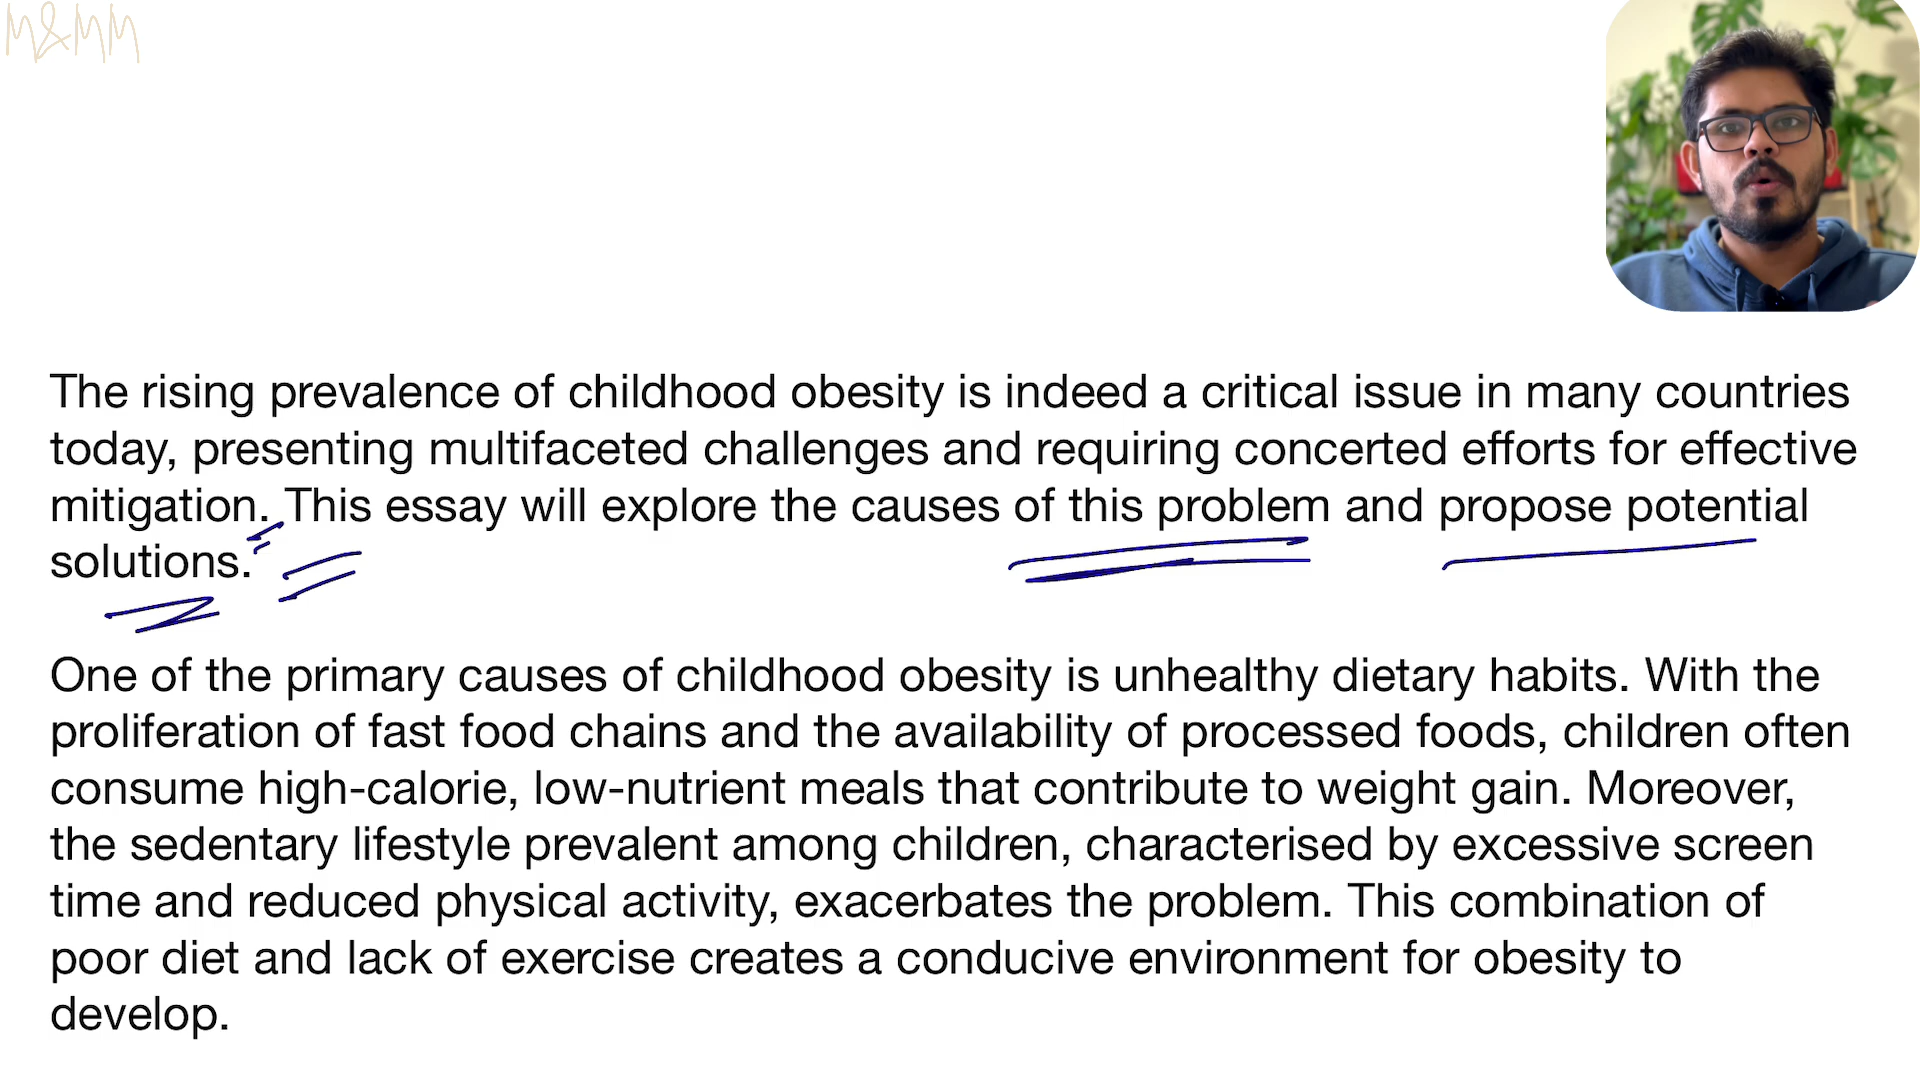 M&MM
The rising prevalence of childhood obesity is indeed a critical issue in many countries
today, presenting multifaceted challenges and requiring concerted efforts for effective
mitigation. This essay will explore the causes of this problem and propose potential
solutions.
One of the primary causes of childhood obesity is unhealthy dietary habits. With the
proliferation of fast food chains and the availability of processed foods, children often
consume high-calorie, low-nutrient meals that contribute to weight gain. Moreover,
the sedentary lifestyle prevalent among children, characterised by excessive screen
time and reduced physical activity, exacerbates the problem. This combination of
poor diet and lack of exercise creates a conducive environment for obesity to
develop.